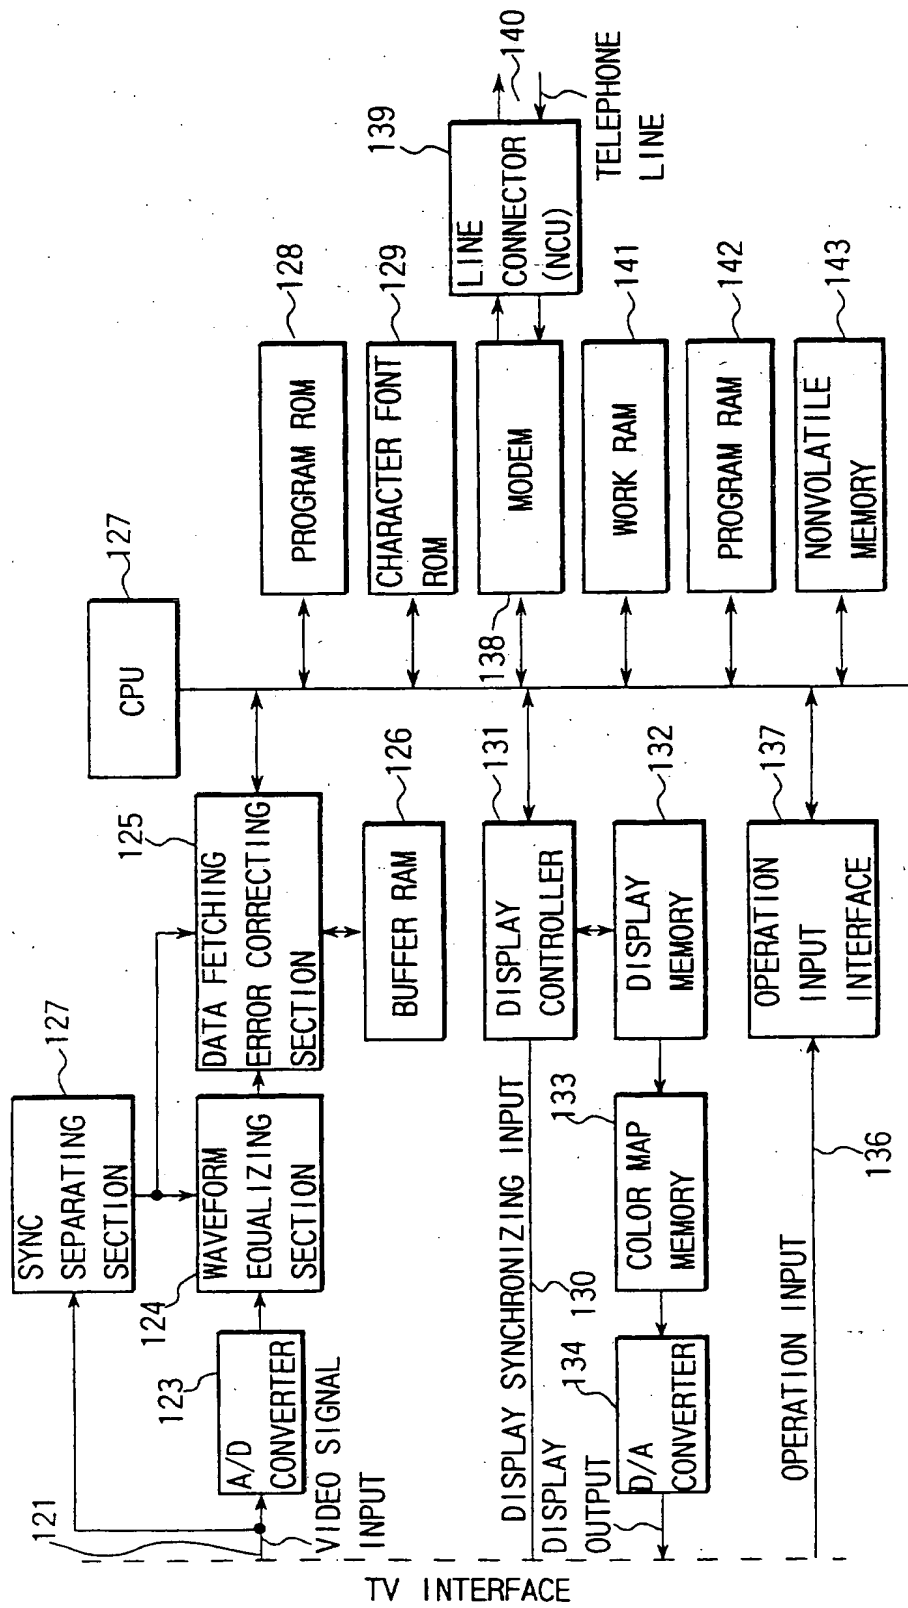 TV INTERFACE
121
VIDEO SIGNAL
INPUT
123
A/D
CONVERTER
127
SYNC
SEPARATING
SECTION
124
WAVEFORM
EQUALIZING
SECTION
125
DATA FETCHING
ERROR CORRECTING
SECTION
126
BUFFER RAM
127
CPU
128
PROGRAM ROM
129
CHARACTER FONT
ROM
138
MODEM
139
LINE
CONNECTOR
(NCU)
140
TELEPHONE
LINE
141
WORK RAM
142
PROGRAM RAM
143
NONVOLATILE
MEMORY
DISPLAY SYNCHRONIZING INPUT
130
131
DISPLAY
CONTROLLER
132
DISPLAY
MEMORY
133
COLOR MAP
MEMORY
134
D/A
CONVERTER
DISPLAY
OUTPUT
OPERATION INPUT
136
137
OPERATION
INPUT
INTERFACE